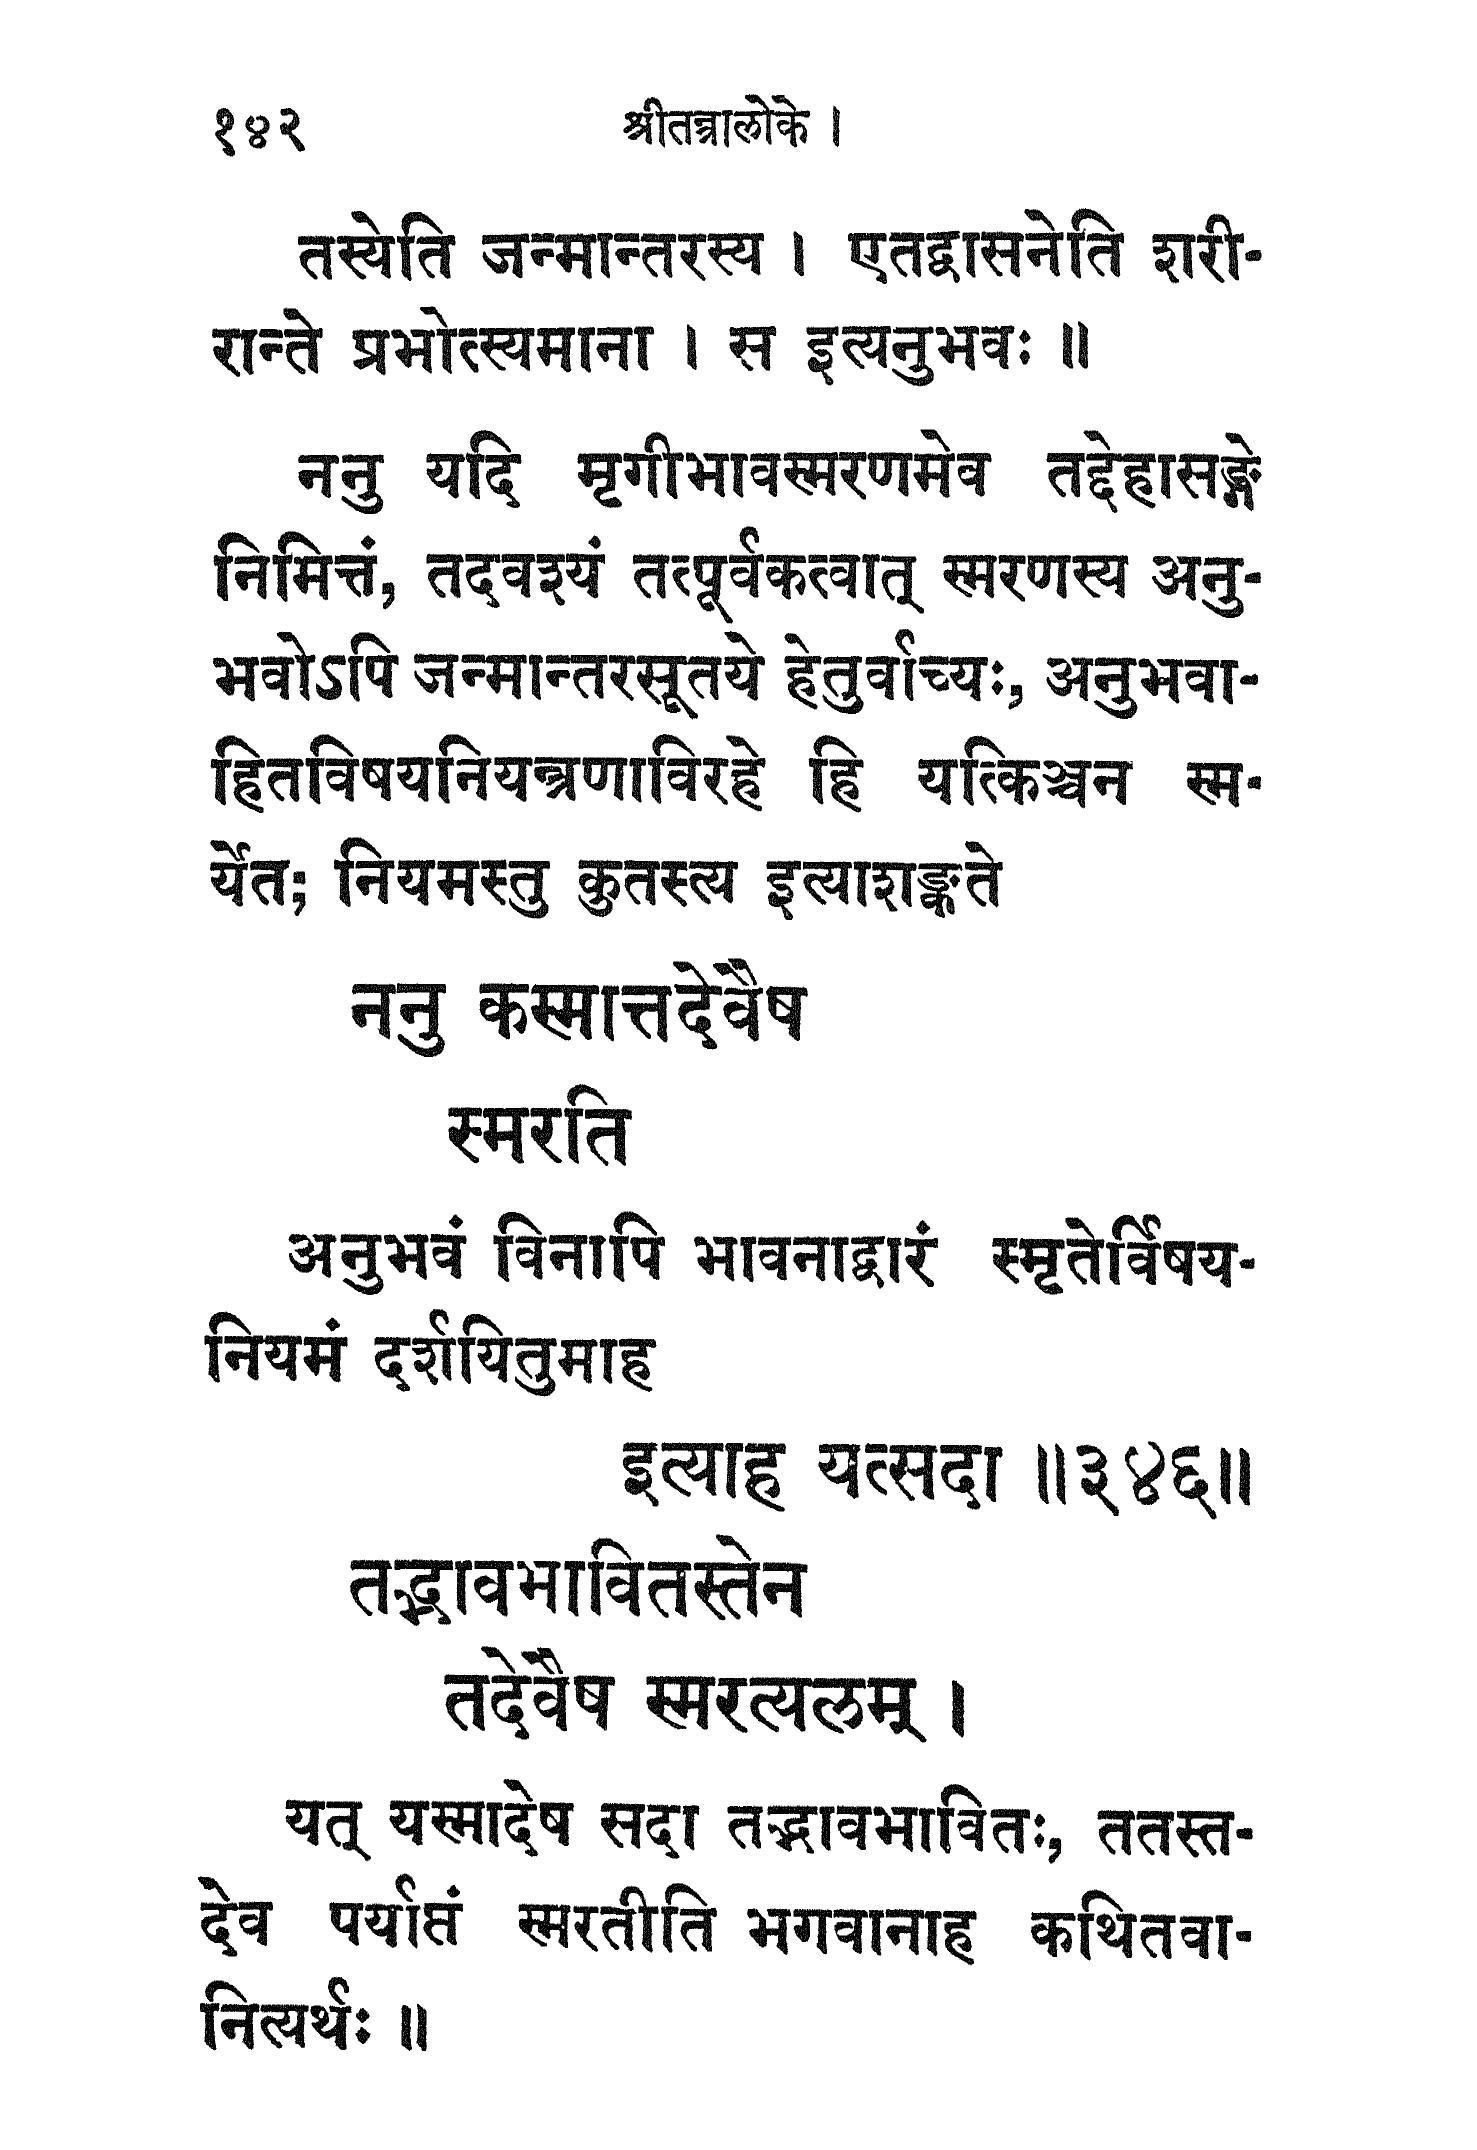 १४२ श्रीतन्त्रालोके ।
तस्येति जन्मान्तरस्य । एतद्वासनेति शरी-
रान्ते प्रभोत्स्यमाना । स इत्यनुभवः ॥
ननु यदि मृगीभावस्मरणमेव तद्देहासङ्गे
निमित्तं, तदवश्यं तत्पूर्वकत्वात् स्मरणस्य अनु-
भवोऽपि जन्मान्तरसूतये हेतुर्वाच्यः, अनुभवा-
हितविषयनियन्त्रणाविरहे हि यत्किञ्चन स्म-
र्येत; नियमस्तु कुतस्त्य इत्याशङ्कते
ननु कस्मात्तदेवैष
स्मरति
अनुभवं विनापि भावनाद्वारं स्मृतेर्विषय-
नियमं दर्शयितुमाह
इत्याह यत्सदा ॥३४६॥
तद्भावभावितस्तेन
तदेवैष स्मरत्यलम् ।
यत् यस्मादेष सदा तद्भावभावितः, ततस्त-
देव पर्याप्तं स्मरतीति भगवानाह कथितवा-
नित्यर्थः ॥